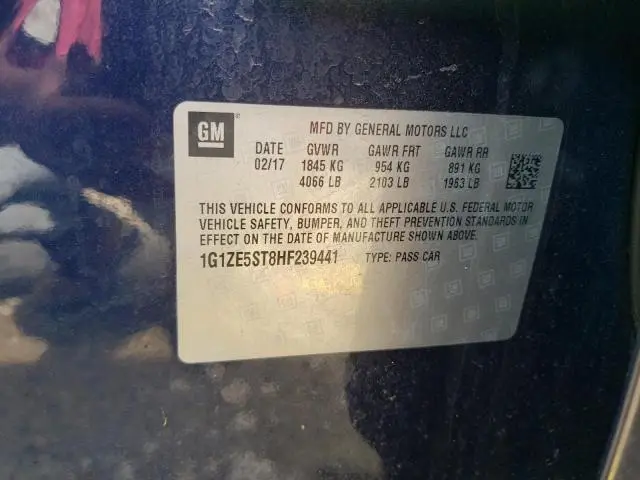 GM
MFD BY GENERAL MOTORS LLC
DATE GVWR GAWR FRT GAWR RR
02/17 1845 KG 954 KG 891 KG
4066 LB 2103 LB 1963 LB
THIS VEHICLE CONFORMS TO ALL APPLICABLE U.S. FEDERAL MOTOR
VEHICLE SAFETY, BUMPER, AND THEFT PREVENTION STANDARDS IN
EFFECT ON THE DATE OF MANUFACTURE SHOWN ABOVE.
1G1ZE5ST8HF239441 TYPE: PASS CAR